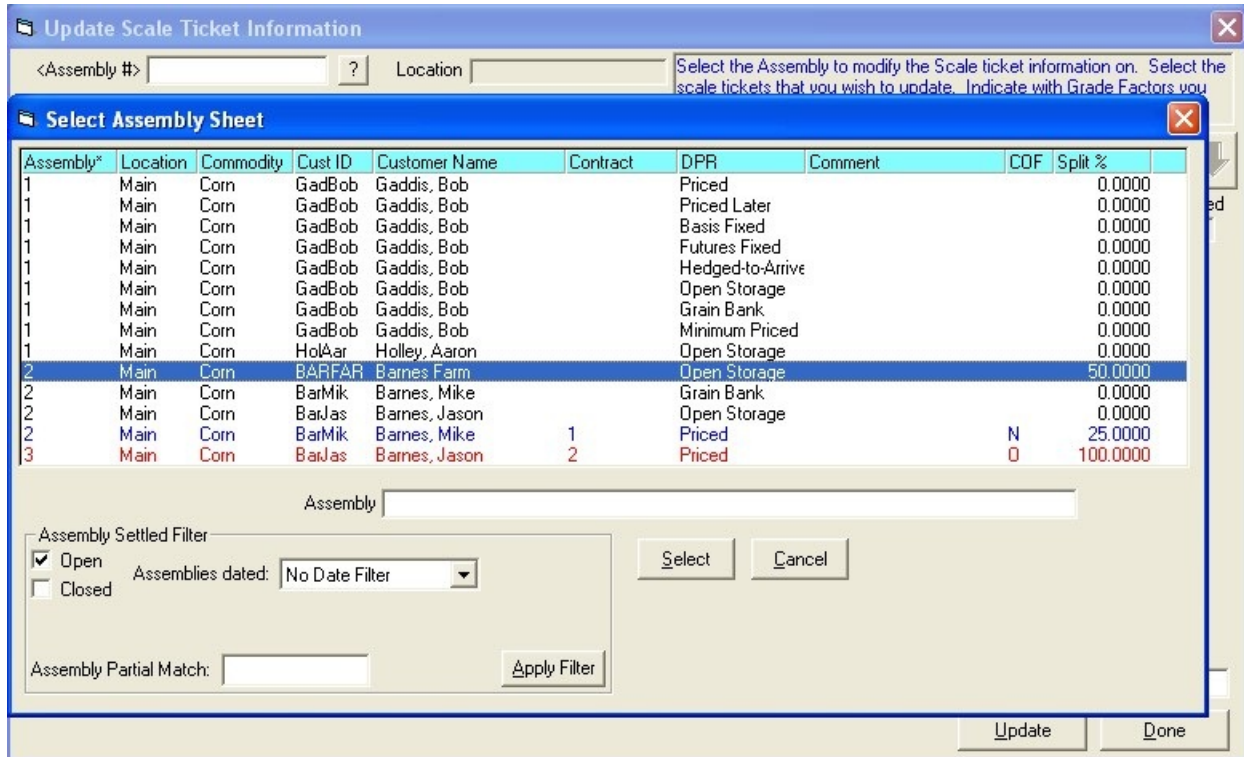 Update Scale Ticket Information
<Assembly #> ? Location Select the Assembly to modify the Scale ticket information on. Select the
scale tickets that you wish to update. Indicate with Grade Factors you
Select Assembly Sheet
Assembly* Location Commodity Cust ID Customer Name Contract DPR Comment COF Split %
1 Main Corn GadBob Gaddis, Bob Priced 0.0000
1 Main Corn GadBob Gaddis, Bob Priced Later 0.0000
1 Main Corn GadBob Gaddis, Bob Basis Fixed 0.0000
1 Main Corn GadBob Gaddis, Bob Futures Fixed 0.0000
1 Main Corn GadBob Gaddis, Bob Hedged-to-Arrive 0.0000
1 Main Corn GadBob Gaddis, Bob Open Storage 0.0000
1 Main Corn GadBob Gaddis, Bob Grain Bank 0.0000
1 Main Corn GadBob Gaddis, Bob Minimum Priced 0.0000
1 Main Corn HolAar Holley, Aaron Open Storage 0.0000
2 Main Corn BARFAR Barnes Farm Open Storage 50.0000
2 Main Corn BarMik Barnes, Mike Grain Bank 0.0000
2 Main Corn BarJas Barnes, Jason Open Storage 0.0000
2 Main Corn BarMik Barnes, Mike 1 Priced N 25.0000
3 Main Corn BarJas Barnes, Jason 2 Priced O 100.0000
ed
Assembly
Assembly Settled Filter
Open
Assemblies dated: No Date Filter
Closed
Select Cancel
Assembly Partial Match: Apply Filter
Update Done